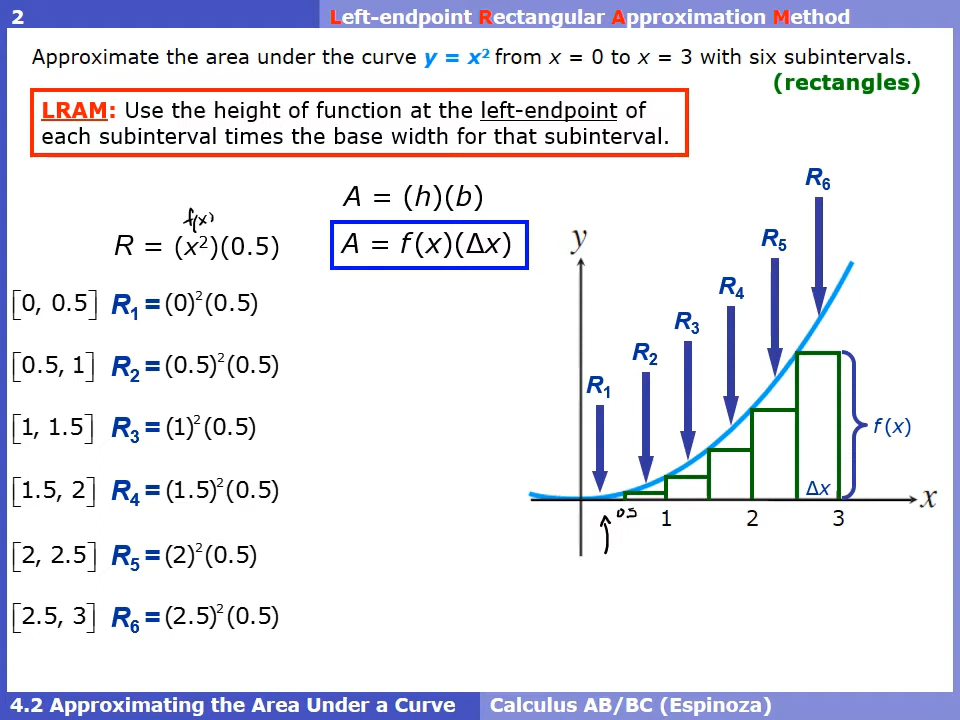 2
Left-endpoint Rectangular Approximation Method
Approximate the area under the curve y = x² from x = 0 to x = 3 with six subintervals.
(rectangles)
LRAM: Use the height of function at the left-endpoint of
each subinterval times the base width for that subinterval.
A = (h)(b)
f(x)
R = (x²)(0.5)
A = f(x)(Δx)
[0, 0.5] R₁ = (0)²(0.5)
[0.5, 1] R₂ = (0.5)²(0.5)
[1, 1.5] R₃ = (1)²(0.5)
[1.5, 2] R₄ = (1.5)²(0.5)
[2, 2.5] R₅ = (2)²(0.5)
[2.5, 3] R₆ = (2.5)²(0.5)
y
R₁
R₂
R₃
R₄
R₅
R₆
f(x)
Δx
x
0.5
1
2
3
4.2 Approximating the Area Under a Curve
Calculus AB/BC (Espinoza)